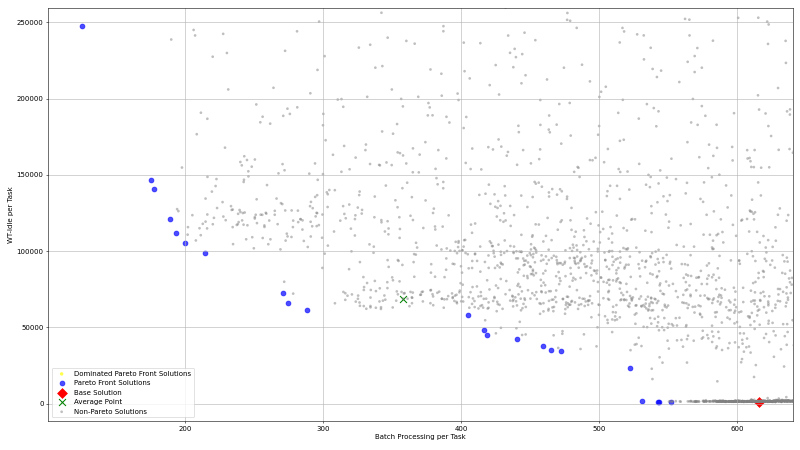 250000
200000
150000
100000
50000
0
WT-Idle per Task
Dominated Pareto Front Solutions
Pareto Front Solutions
Base Solution
Average Point
Non-Pareto Solutions
200
300
400
500
600
Batch Processing per Task